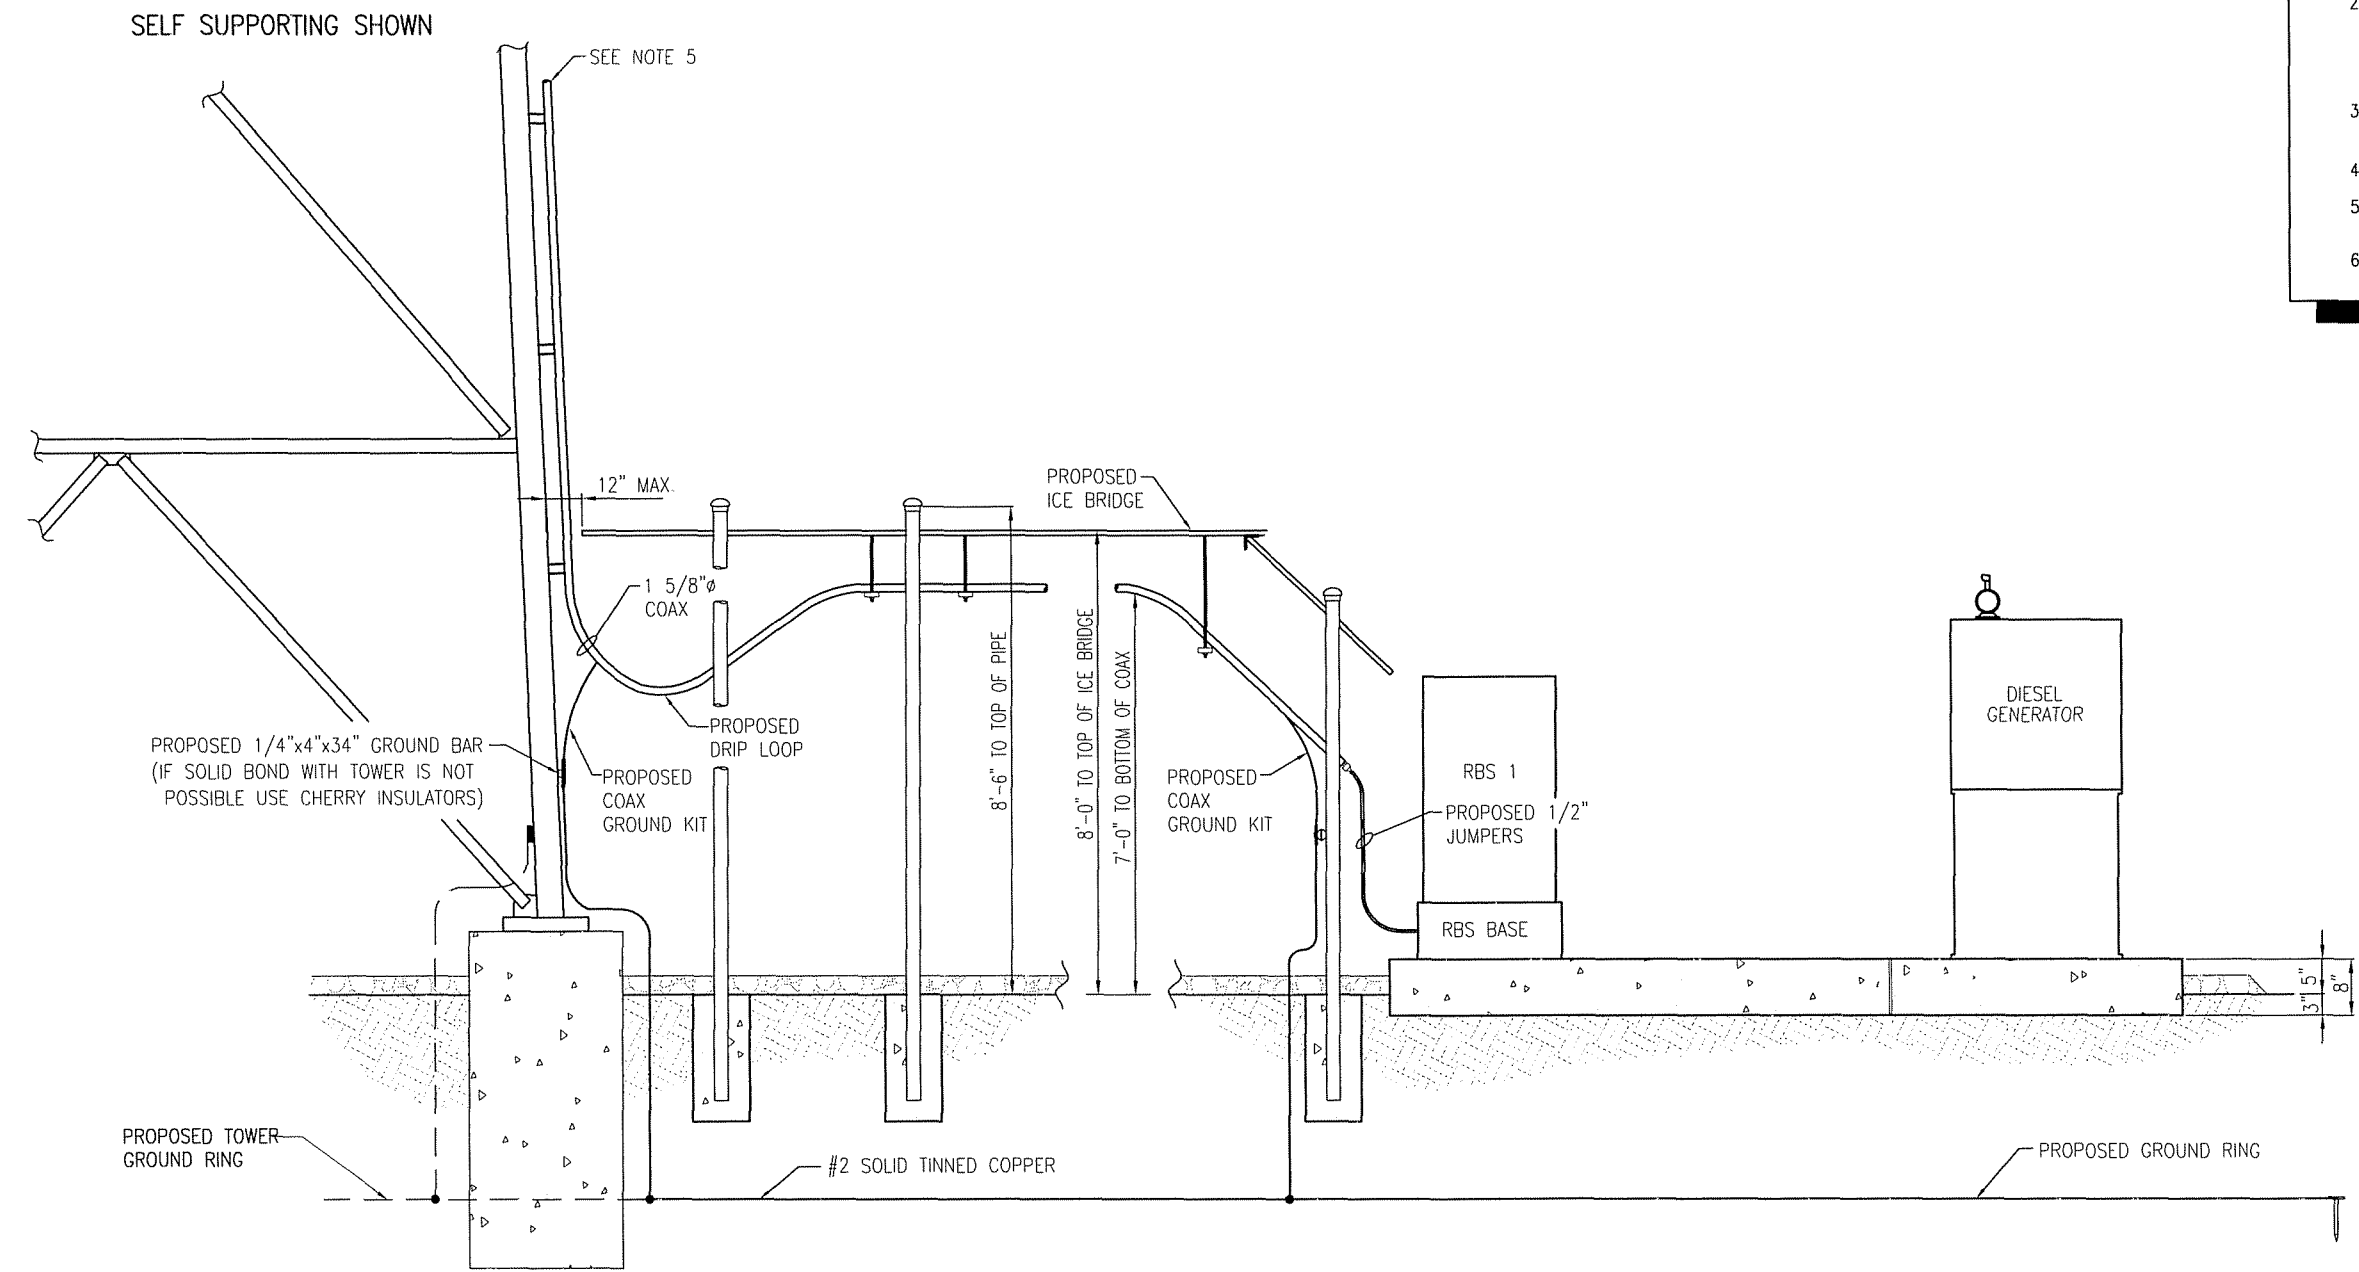 SELF SUPPORTING SHOWN
SEE NOTE 5
2
3
4
5
6
12" MAX.
PROPOSED
ICE BRIDGE
1 5/8"ø
COAX
PROPOSED
DRIP LOOP
8'-6" TO TOP OF PIPE
8'-0" TO TOP OF ICE BRIDGE
7'-0" TO BOTTOM OF COAX
PROPOSED 1/4"x4"x34" GROUND BAR
(IF SOLID BOND WITH TOWER IS NOT
POSSIBLE USE CHERRY INSULATORS)
PROPOSED
COAX
GROUND KIT
PROPOSED
COAX
GROUND KIT
RBS 1
PROPOSED 1/2"
JUMPERS
RBS BASE
DIESEL
GENERATOR
5"
3"
8"
PROPOSED TOWER
GROUND RING
#2 SOLID TINNED COPPER
PROPOSED GROUND RING